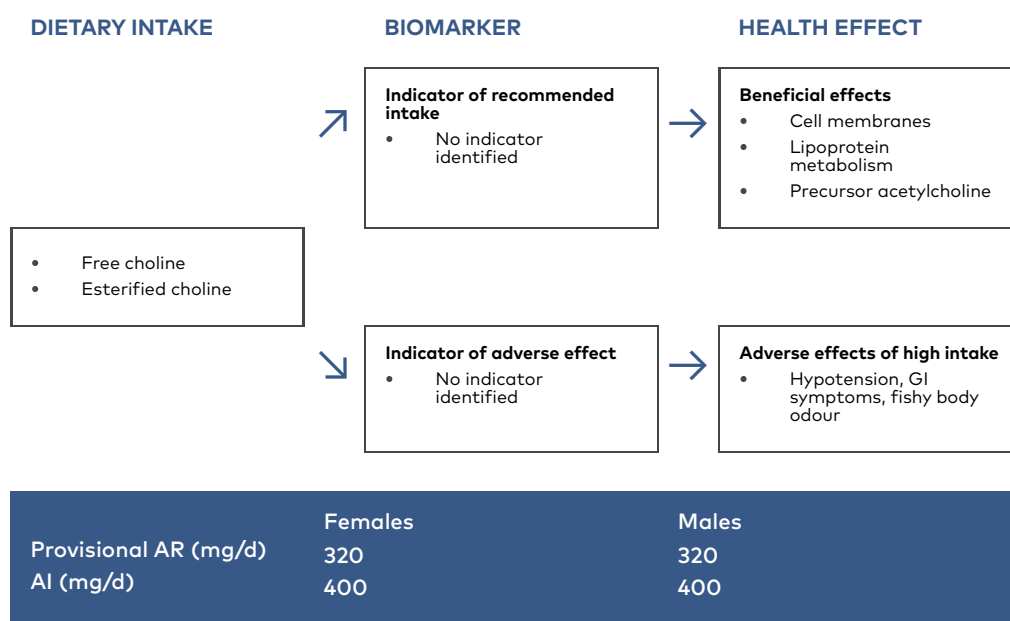 DIETARY INTAKE
BIOMARKER
HEALTH EFFECT
• Free choline
• Esterified choline
Indicator of recommended
intake
• No indicator
identified
Beneficial effects
• Cell membranes
• Lipoprotein
metabolism
• Precursor acetylcholine
Indicator of adverse effect
• No indicator
identified
Adverse effects of high intake
• Hypotension, GI
symptoms, fishy body
odour
Females Males
Provisional AR (mg/d) 320 320
AI (mg/d) 400 400